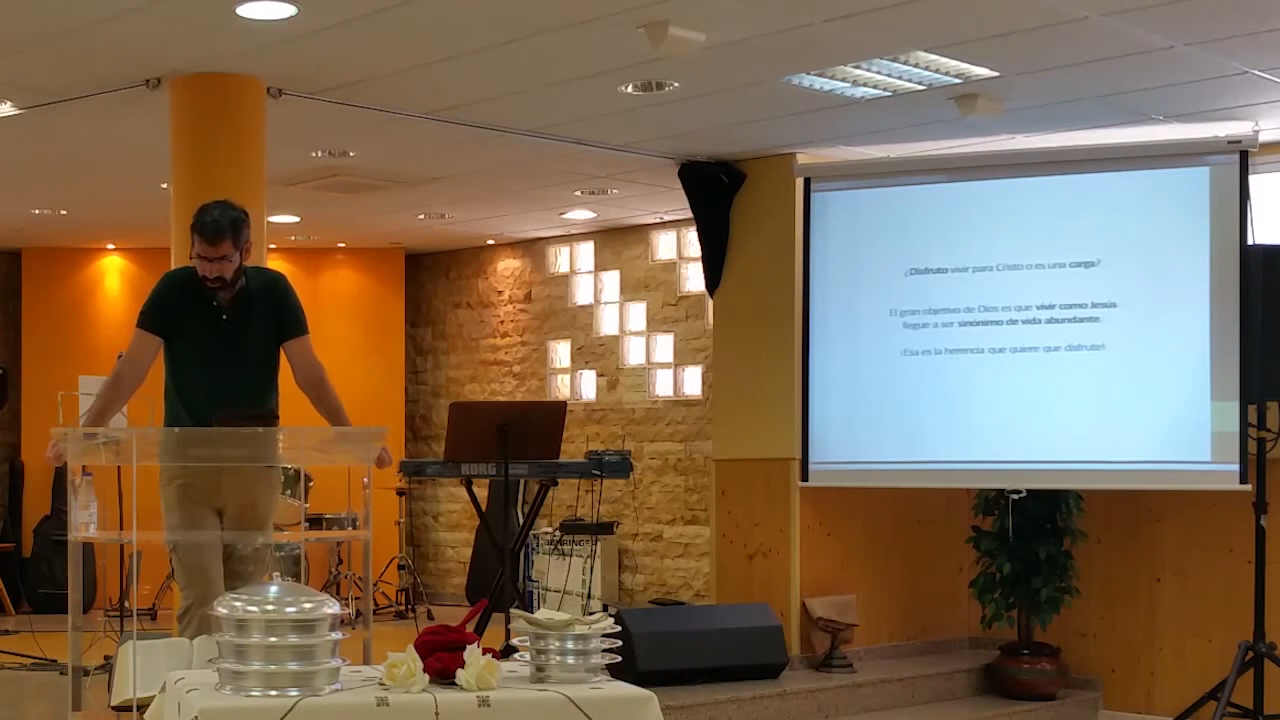 ¿Disfruto vivir para Cristo o es una carga?
El gran objetivo de Dios es que vivir como Jesús
llegue a ser sinónimo de vida abundante.
¡Esa es la herencia que quiere que disfrute!
KORG
BEHRINGER